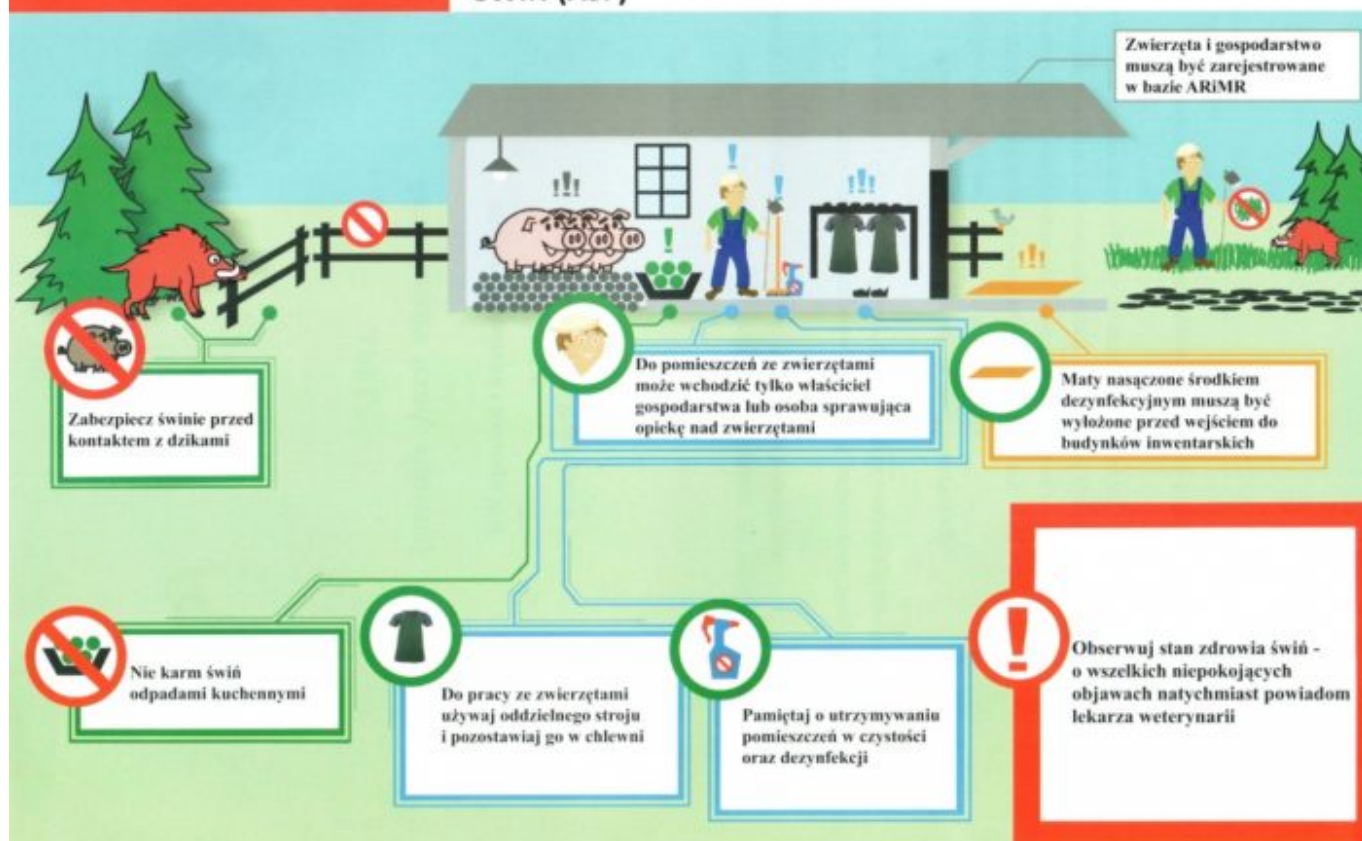 Zwierzęta i gospodarstwo
muszą być zarejestrowane
w bazie ARiMR
Zabezpiecz świnie przed
kontaktem z dzikami
Do pomieszczeń ze zwierzętami
może wchodzić tylko właściciel
gospodarstwa lub osoba sprawująca
opiekę nad zwierzętami
Maty nasączone środkiem
dezynfekcyjnym muszą być
wyłożone przed wejściem do
budynków inwentarskich
Nie karm świń
odpadami kuchennymi
Do pracy ze zwierzętami
używaj oddzielnego stroju
i pozostawiaj go w chlewni
Pamiętaj o utrzymywaniu
pomieszczeń w czystości
oraz dezynfekcji
Obserwuj stan zdrowia świń -
o wszelkich niepokojących
objawach natychmiast powiadom
lekarza weterynarii